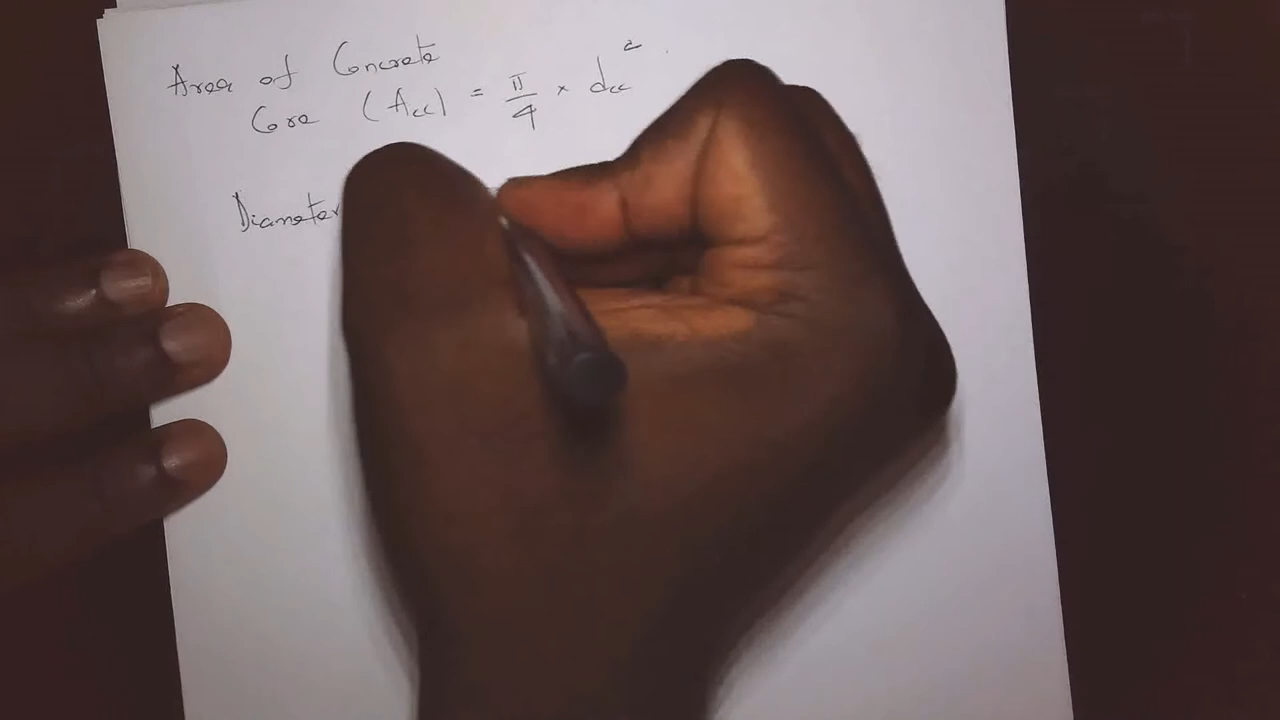 Area of Concrete
Core (Acc) = π/4 × dcc²
Diameter